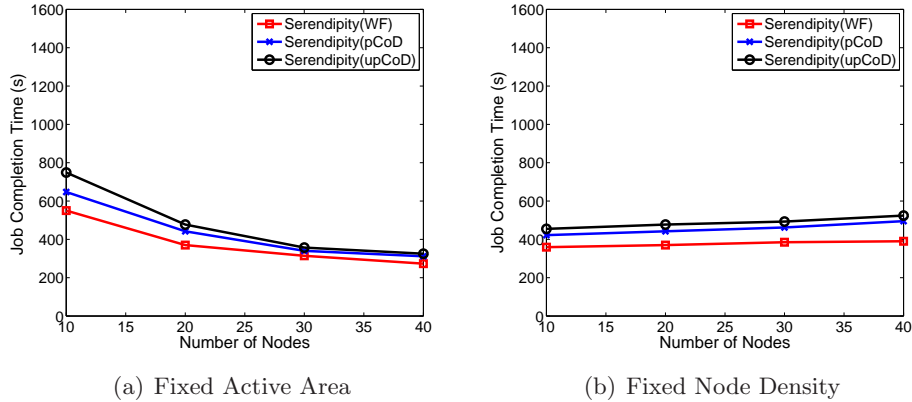 1600
1400
1200
1000
800
600
400
200
0
Job Completion Time (s)
10 15 20 25 30 35 40
Number of Nodes
Serendipity(WF)
Serendipity(pCoD
Serendipity(upCoD)
(a) Fixed Active Area
1600
1400
1200
1000
800
600
400
200
0
Job Completion Time (s)
10 15 20 25 30 35 40
Number of Nodes
Serendipity(WF)
Serendipity(pCoD
Serendipity(upCoD)
(b) Fixed Node Density